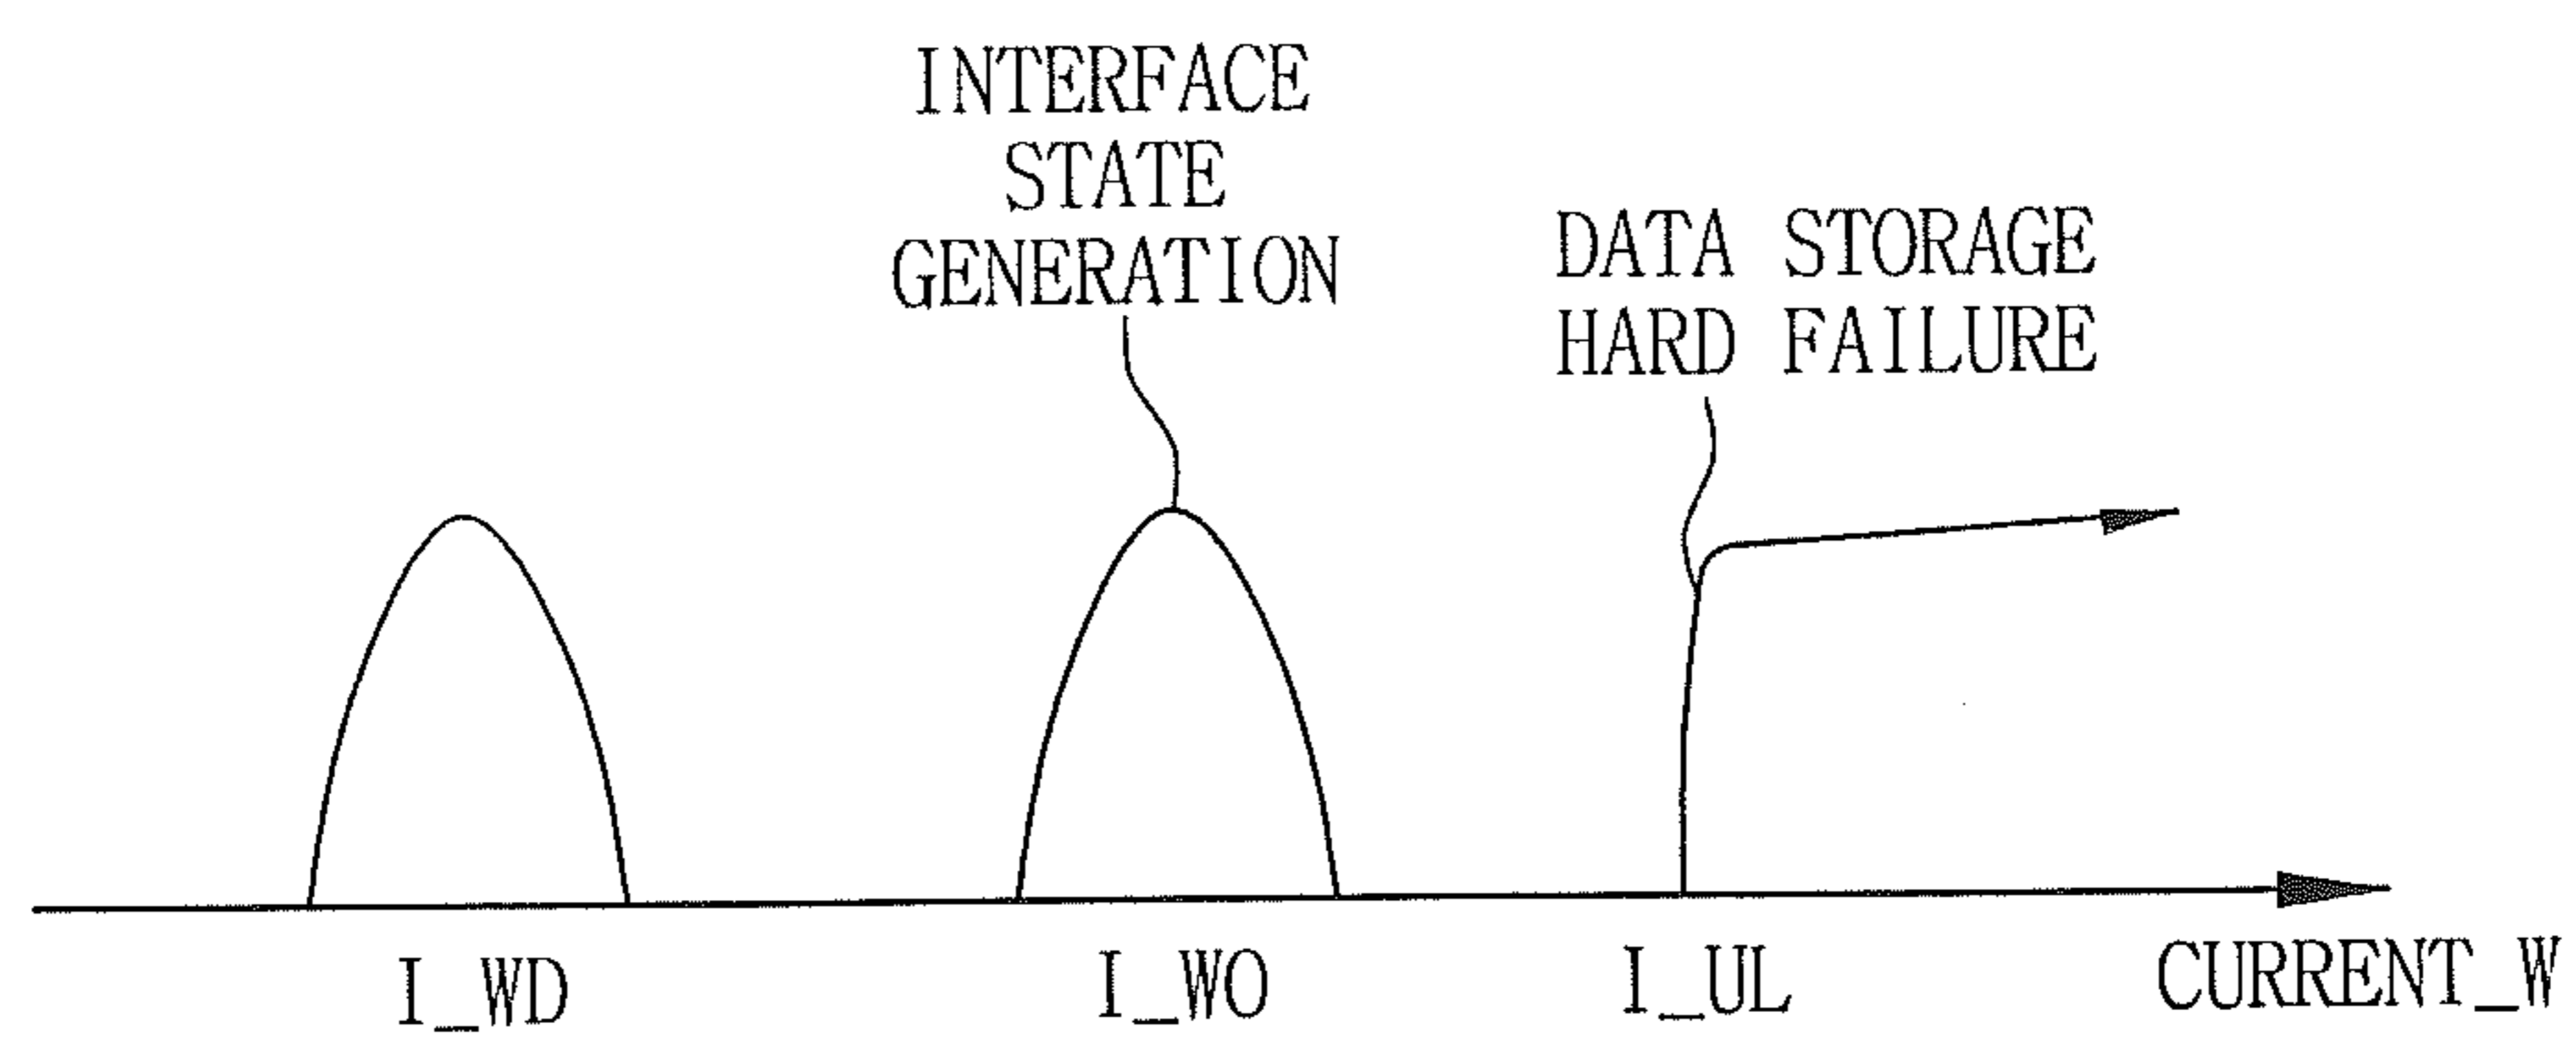 INTERFACE
STATE
GENERATION
DATA STORAGE
HARD FAILURE
I_WD
I_WO
I_UL
CURRENT_W